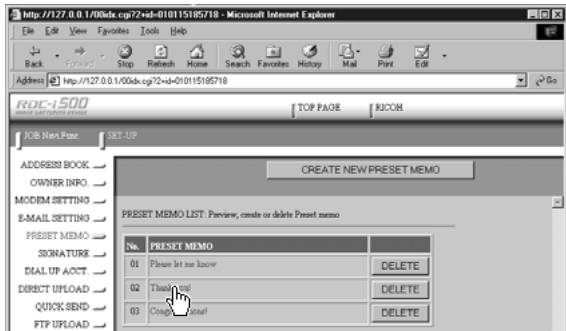 http://127.0.0.1/00idx.cgi?2+id=010115185718 - Microsoft Internet Explorer
File Edit View Favorites Tools Help
Back Forward Stop Refresh Home Search Favorites History Mail Print Edit
Address http://127.0.0.1/00idx.cgi?2+id=010115185718 Go
RDC-i500
IMAGE CAPTURING DEVICE
TOP PAGE RICOH
JOB Navi.Func. SET-UP
ADDRESS BOOK
CREATE NEW PRESET MEMO
OWNER INFO.
MODEM SETTING
E-MAIL SETTING
PRESET MEMO LIST: Preview, create or delete Preset memo
PRESET MEMO
No. PRESET MEMO
SIGNATURE
01 Please let me know DELETE
DIAL UP ACCT.
DIRECT UPLOAD
02 DELETE
QUICK SEND
03 DELETE
FTP UPLOAD